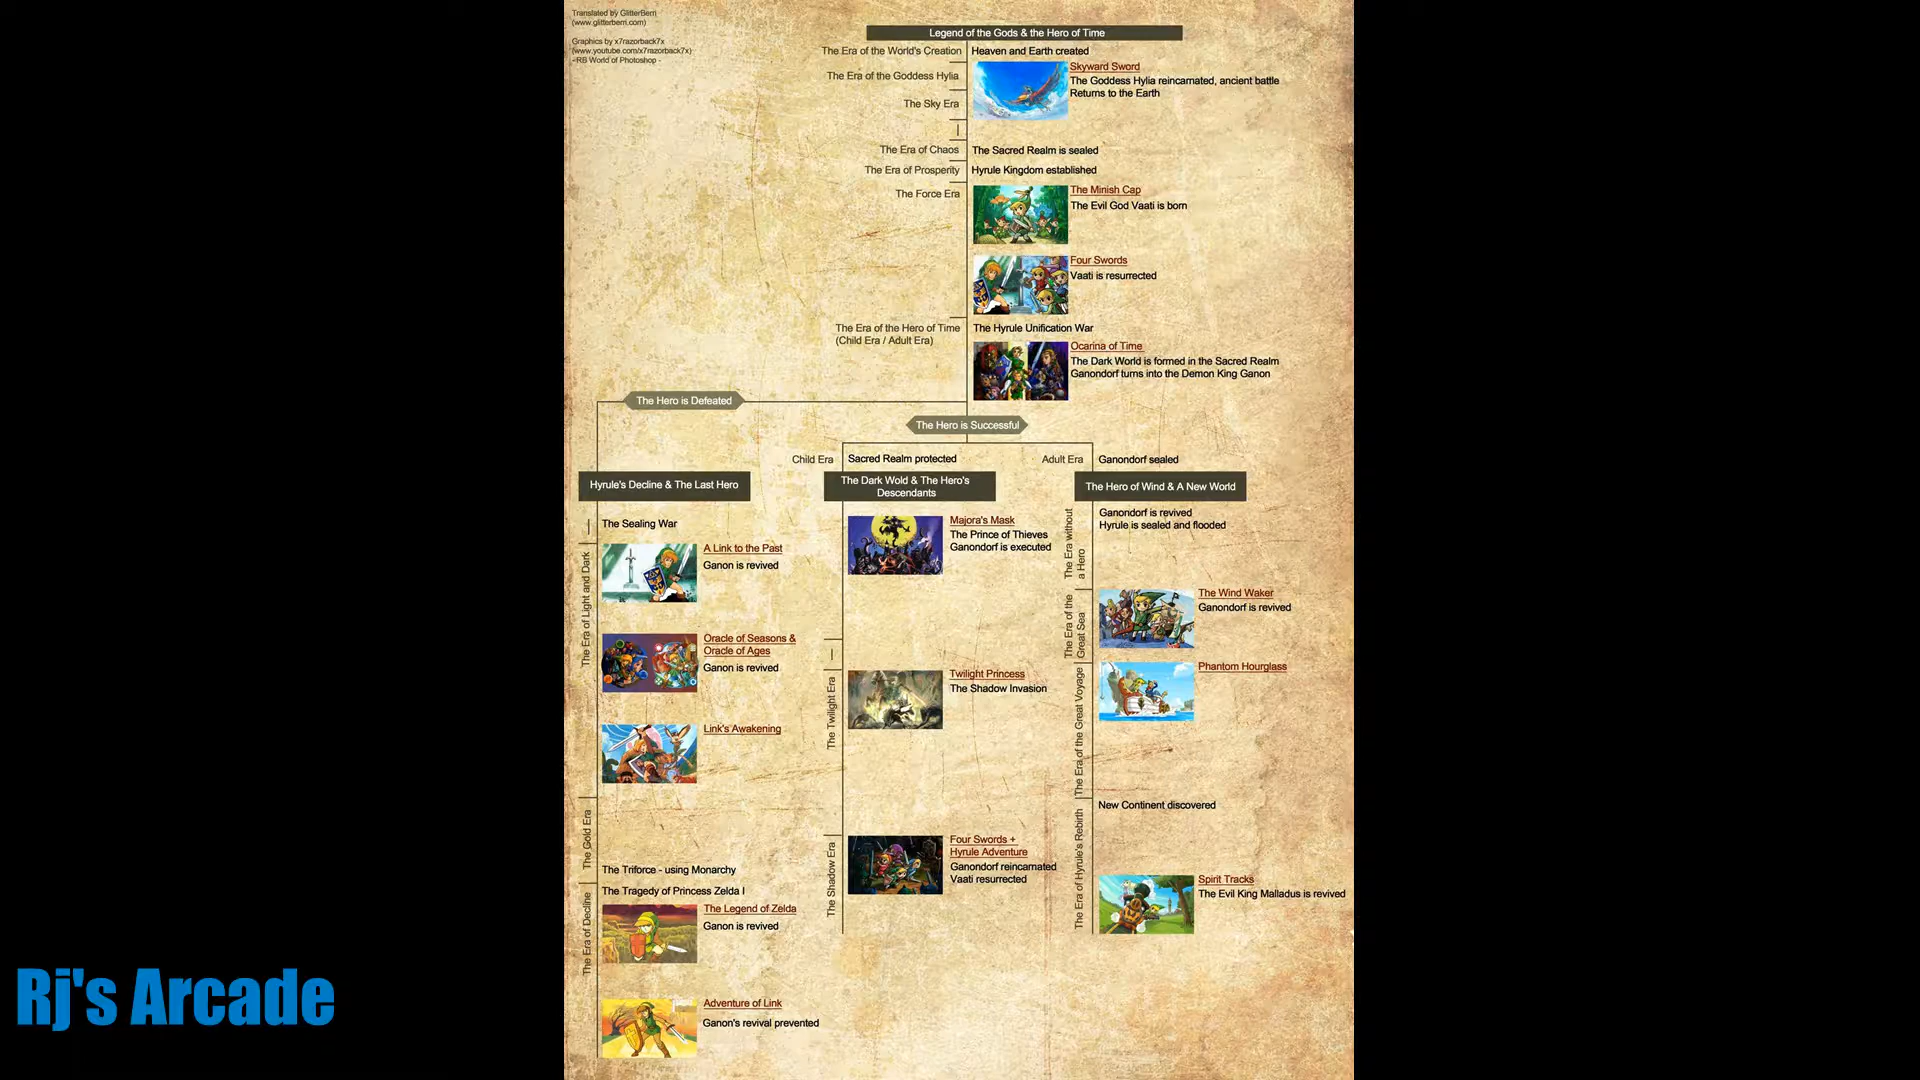 Translated by GlitterBerri
(www.glitterberri.com)
Graphics by x7razorback7x
(www.youtube.com/x7razorback7x)
- RB World of Photoshop -
Legend of the Gods & the Hero of Time
The Era of the World's Creation
Heaven and Earth created
The Era of the Goddess Hylia
Skyward Sword
The Goddess Hylia reincarnated, ancient battle
Returns to the Earth
The Sky Era
The Era of Chaos
The Sacred Realm is sealed
The Era of Prosperity
Hyrule Kingdom established
The Force Era
The Minish Cap
The Evil God Vaati is born
Four Swords
Vaati is resurrected
The Era of the Hero of Time
(Child Era / Adult Era)
The Hyrule Unification War
Ocarina of Time
The Dark World is formed in the Sacred Realm
Ganondorf turns into the Demon King Ganon
The Hero is Defeated
The Hero is Successful
Child Era
Sacred Realm protected
Adult Era
Ganondorf sealed
Hyrule's Decline & The Last Hero
The Sealing War
The Era of Light and Dark
A Link to the Past
Ganon is revived
Oracle of Seasons &
Oracle of Ages
Ganon is revived
Link's Awakening
The Gold Era
The Triforce - using Monarchy
The Era of Decline
The Tragedy of Princess Zelda I
The Legend of Zelda
Ganon is revived
Adventure of Link
Ganon's revival prevented
The Dark Wold & The Hero's
Descendants
Majora's Mask
The Prince of Thieves
Ganondorf is executed
The Twilight Era
Twilight Princess
The Shadow Invasion
The Shadow Era
Four Swords +
Hyrule Adventure
Ganondorf reincarnated
Vaati resurrected
The Hero of Wind & A New World
The Era without
a Hero
Ganondorf is revived
Hyrule is sealed and flooded
The Era of the
Great Sea
The Wind Waker
Ganondorf is revived
The Era of the Great Voyage
Phantom Hourglass
The Era of Hyrule's Rebirth
New Continent discovered
Spirit Tracks
The Evil King Malladus is revived
Rj's Arcade